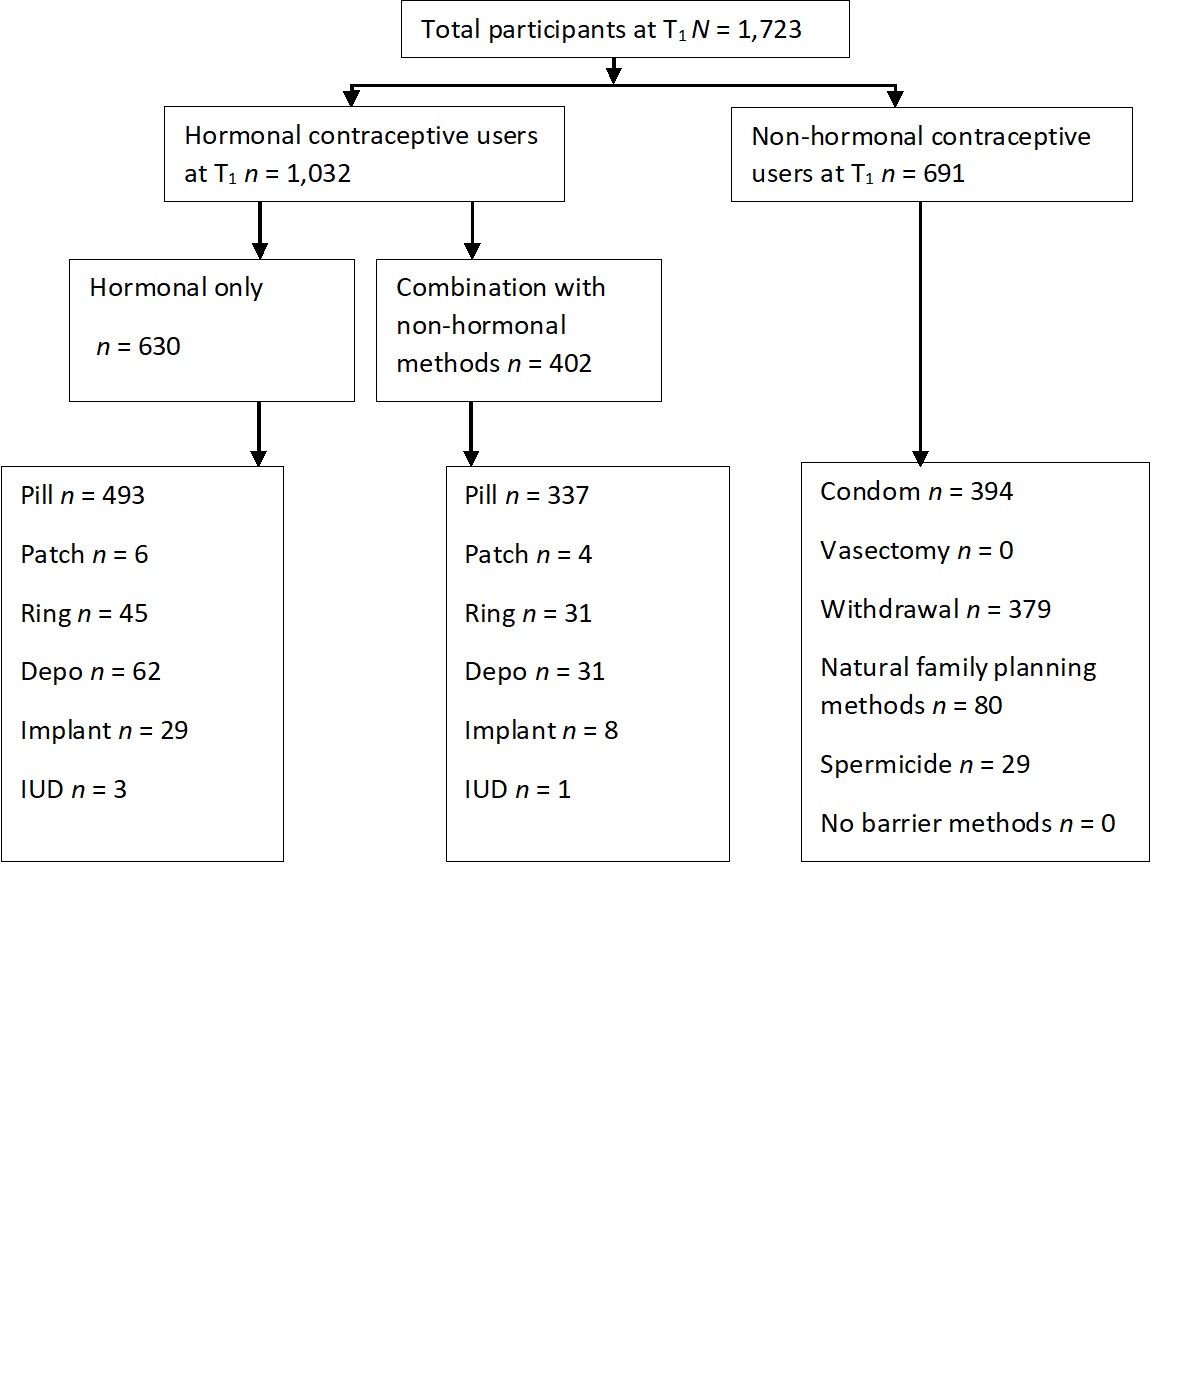 Total participants at T₁ N = 1,723
Hormonal contraceptive users
at T₁ n = 1,032
Non-hormonal contraceptive
users at T₁ n = 691
Hormonal only
n = 630
Combination with
non-hormonal
methods n = 402
Pill n = 493
Patch n = 6
Ring n = 45
Depo n = 62
Implant n = 29
IUD n = 3
Pill n = 337
Patch n = 4
Ring n = 31
Depo n = 31
Implant n = 8
IUD n = 1
Condom n = 394
Vasectomy n = 0
Withdrawal n = 379
Natural family planning
methods n = 80
Spermicide n = 29
No barrier methods n = 0